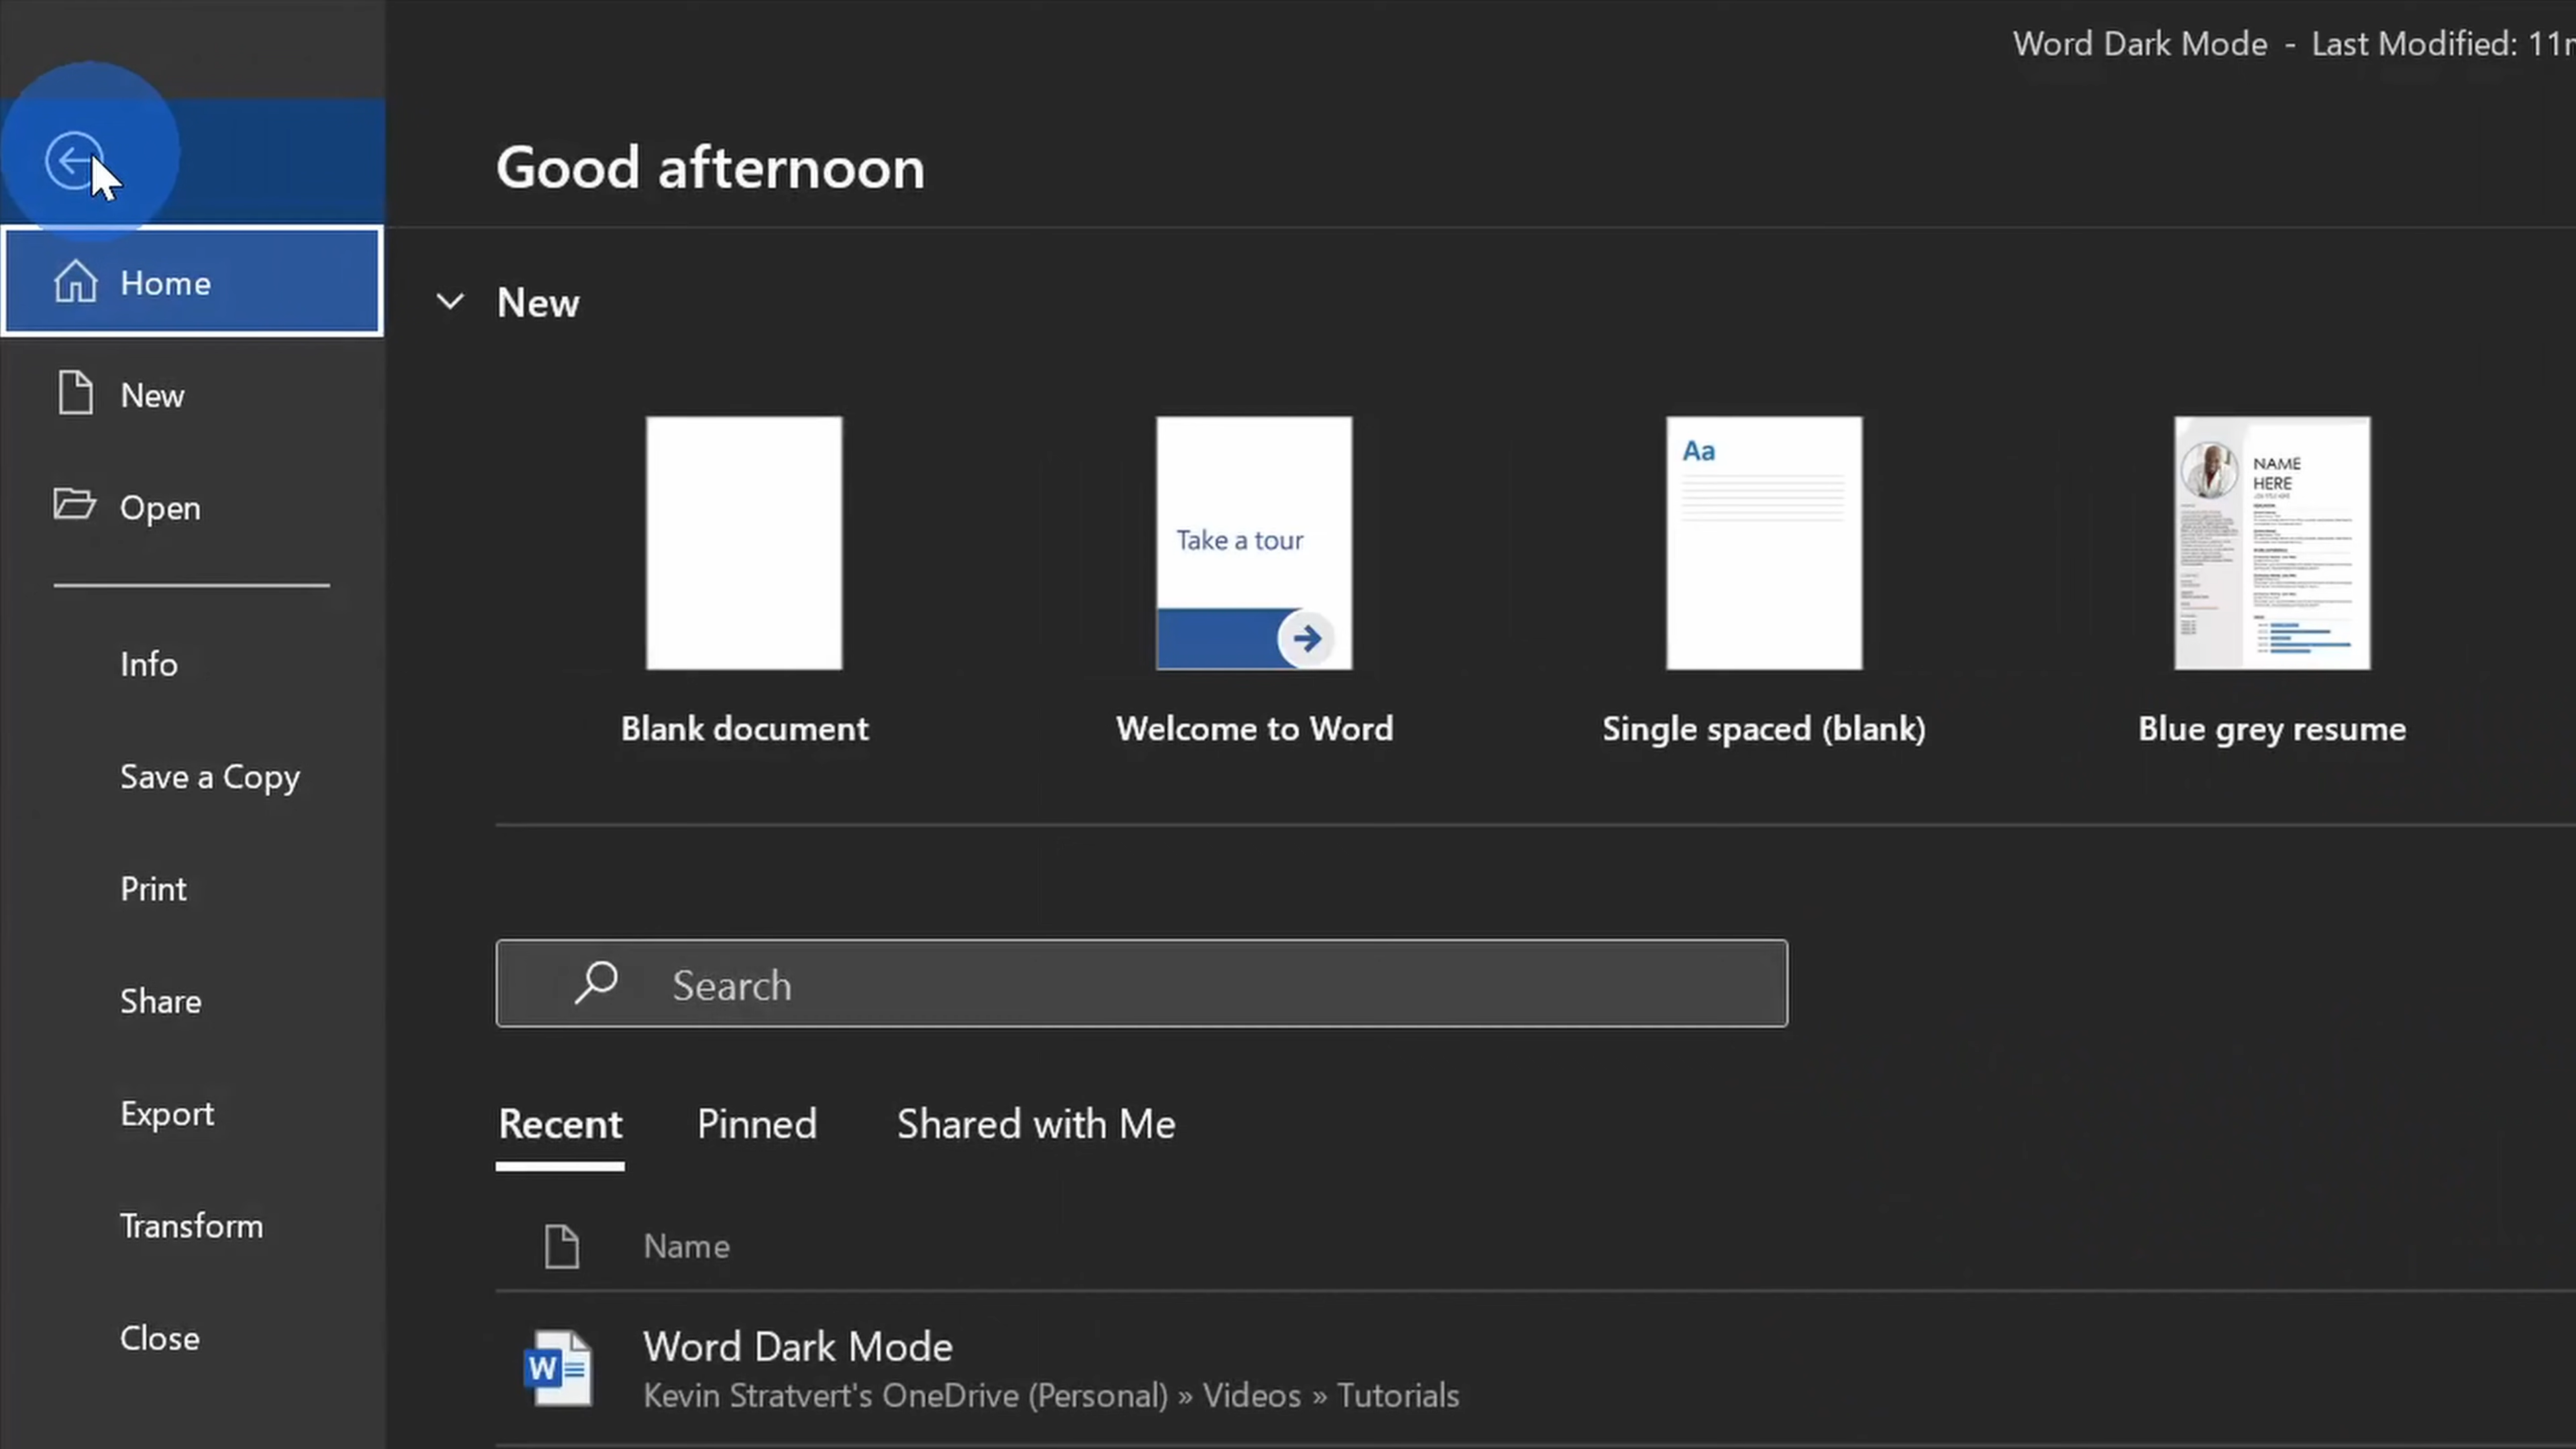 Word Dark Mode - Last Modified: 11m
Good afternoon
Home
New
Open
Info
Save a Copy
Print
Share
Export
Transform
Close
New
Take a tour
Aa
NAME
HERE
Blank document
Welcome to Word
Single spaced (blank)
Blue grey resume
Search
Recent Pinned Shared with Me
Name
W
Word Dark Mode
Kevin Stratvert's OneDrive (Personal) » Videos » Tutorials